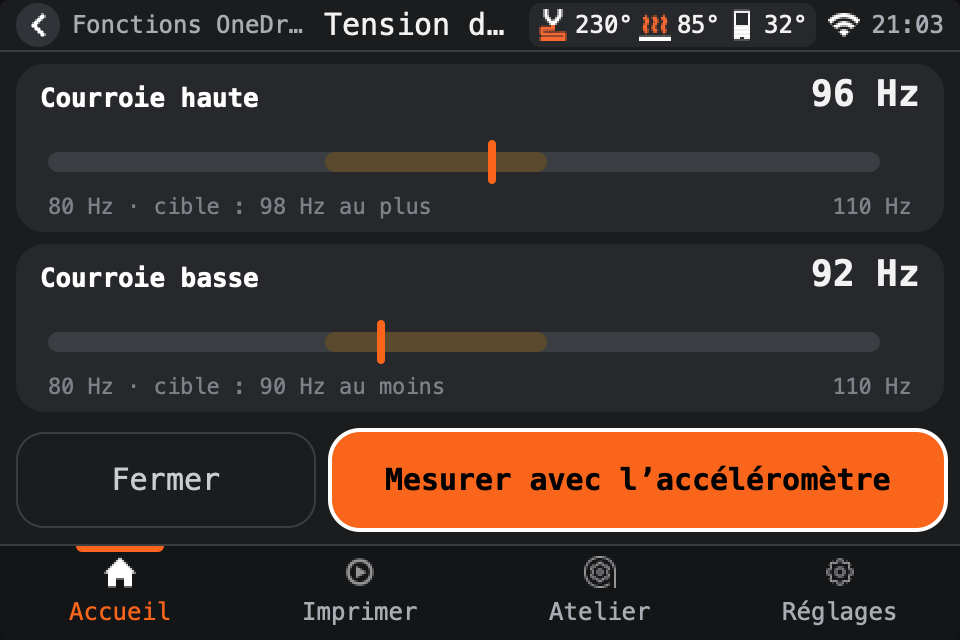 Fonctions OneDr… Tension d… 230° 85° 32° 21:03
Courroie haute 96 Hz
80 Hz · cible : 98 Hz au plus 110 Hz
Courroie basse 92 Hz
80 Hz · cible : 90 Hz au moins 110 Hz
Fermer Mesurer avec l’accéléromètre
Accueil Imprimer Atelier Réglages